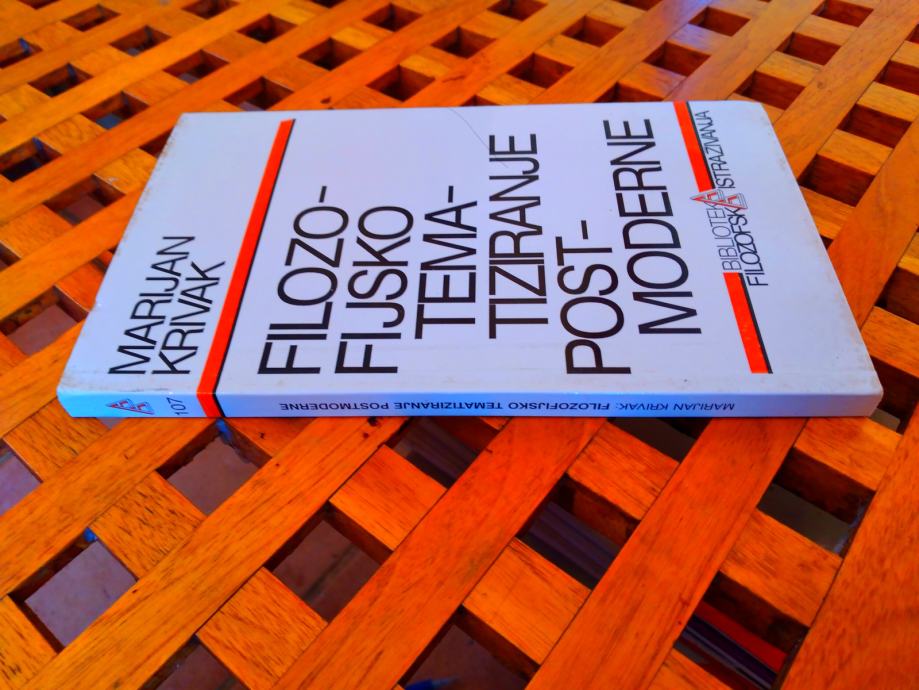 MARIJAN
KRIVAK
FILOZO-
FIJSKO
TEMA-
TIZIRANJE
POST-
MODERNE
BIBLIOTEKA
FILOZOFSKA ISTRAŽIVANJA
107
MARIJAN KRIVAK: FILOZOFIJSKO TEMATIZIRANJE POSTMODERNE